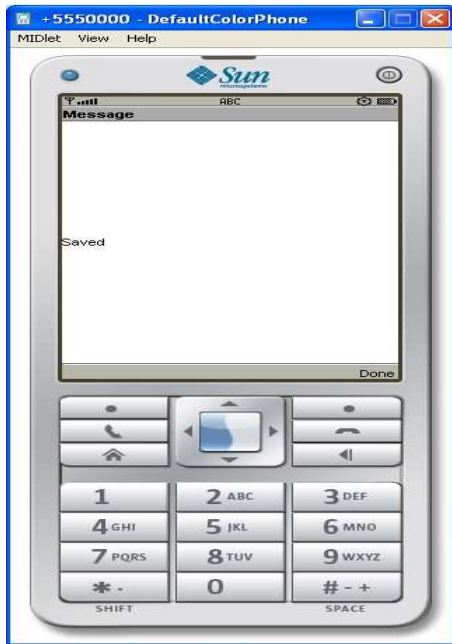 +5550000 - DefaultColorPhone
MIDlet View Help
Sun
microsystems
ABC
Message
Saved
Done
1 2 ABC 3 DEF
4 GHI 5 JKL 6 MNO
7 PQRS 8 TUV 9 WXYZ
* . 0 # - +
SHIFT SPACE